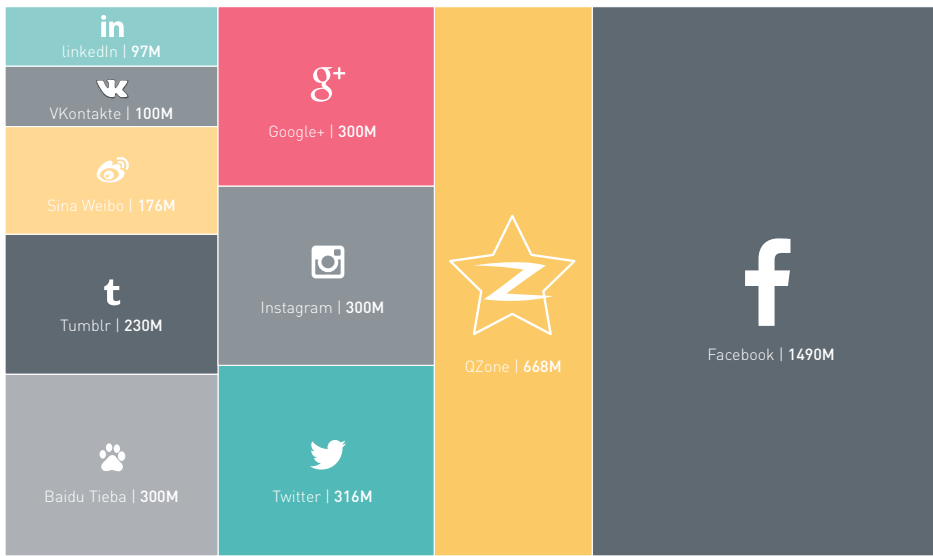 in
linkedIn | 97M
VK
VKontakte | 100M
Sina Weibo | 176M
t
Tumblr | 230M
Baidu Tieba | 300M
g+
Google+ | 300M
Instagram | 300M
Twitter | 316M
QZone | 668M
f
Facebook | 1490M